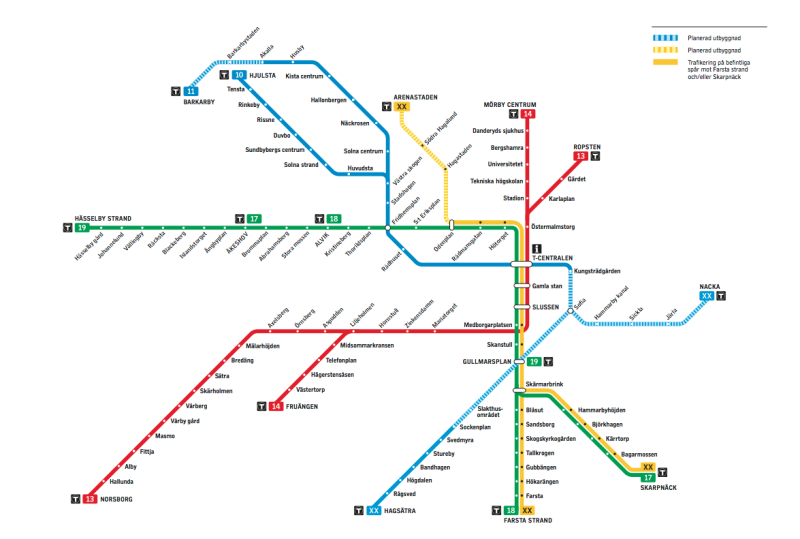 Planerad utbyggnad
Planerad utbyggnad
Trafikering på befintliga
spår mot Farsta strand
och/eller Skarpnäck
Barkarbystaden
Akalla
Husby
T 10 HJULSTA
Kista centrum
T 11
BARKARBY
Tensta
Rinkeby
Rissne
Duvbo
Sundbybergs centrum
Solna strand
Huvudsta
Hallonbergen
Näckrosen
Solna centrum
Västra skogen
Stadshagen
Fridhemsplan
Rådhuset
ARENASTADEN
T XX
Södra Hagalund
Hagastaden
MÖRBY CENTRUM
T 14
Danderyds sjukhus
Bergshamra
Universitetet
Tekniska högskolan
Stadion
ROPSTEN
13 T
Gärdet
Karlaplan
Östermalmstorg
HÄSSELBY STRAND
T 19
Hässelby gård
Johannelund
Vällingby
Råcksta
Blackeberg
Islandstorget
Ängbyplan
T 17
ÅKESHOV
Brommaplan
Abrahamsberg
Stora mossen
T 18
ALVIK
Kristineberg
Thorildsplan
S:t Eriksplan
Odenplan
Rådmansgatan
Hötorget
i
T-CENTRALEN
Kungsträdgården
Gamla stan
SLUSSEN
NACKA
XX T
Sofia
Hammarby kanal
Sickla
Järla
Medborgarplatsen
Skanstull
GULLMARSPLAN 19 T
Skärmarbrink
Axelsberg
Örnsberg
Aspudden
Liljeholmen
Hornstull
Zinkensdamm
Mariatorget
Mälarhöjden
Bredäng
Sätra
Skärholmen
Vårberg
Vårby gård
Masmo
Fittja
Alby
Hallunda
T 13 NORSBORG
Midsommarkransen
Telefonplan
Hägerstensåsen
Västertorp
T 14 FRUÄNGEN
Slakthus-
området
Sockenplan
Svedmyra
Stureby
Bandhagen
Högdalen
Rågsved
T XX HAGSÄTRA
Blåsut
Sandsborg
Skogskyrkogården
Tallkrogen
Gubbängen
Hökarängen
Farsta
T 18 XX
FARSTA STRAND
Hammarbyhöjden
Björkhagen
Kärrtorp
Bagarmossen
XX
17 T
SKARPNÄCK